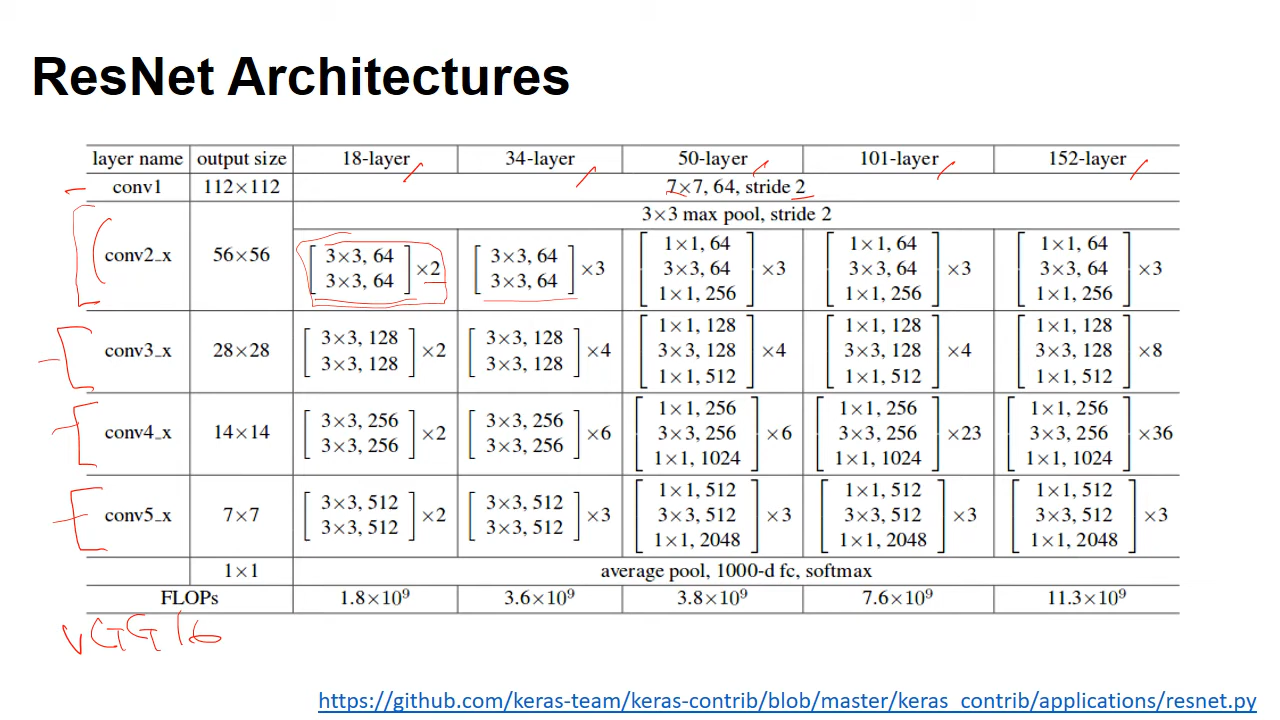 ResNet Architectures
layer name output size 18-layer 34-layer 50-layer 101-layer 152-layer
conv1 112×112 7×7, 64, stride 2
3×3 max pool, stride 2
conv2_x 56×56 [3×3, 64 3×3, 64]×2 [3×3, 64 3×3, 64]×3 [1×1, 64 3×3, 64 1×1, 256]×3 [1×1, 64 3×3, 64 1×1, 256]×3 [1×1, 64 3×3, 64 1×1, 256]×3
conv3_x 28×28 [3×3, 128 3×3, 128]×2 [3×3, 128 3×3, 128]×4 [1×1, 128 3×3, 128 1×1, 512]×4 [1×1, 128 3×3, 128 1×1, 512]×4 [1×1, 128 3×3, 128 1×1, 512]×8
conv4_x 14×14 [3×3, 256 3×3, 256]×2 [3×3, 256 3×3, 256]×6 [1×1, 256 3×3, 256 1×1, 1024]×6 [1×1, 256 3×3, 256 1×1, 1024]×23 [1×1, 256 3×3, 256 1×1, 1024]×36
conv5_x 7×7 [3×3, 512 3×3, 512]×2 [3×3, 512 3×3, 512]×3 [1×1, 512 3×3, 512 1×1, 2048]×3 [1×1, 512 3×3, 512 1×1, 2048]×3 [1×1, 512 3×3, 512 1×1, 2048]×3
1×1 average pool, 1000-d fc, softmax
FLOPs 1.8×10⁹ 3.6×10⁹ 3.8×10⁹ 7.6×10⁹ 11.3×10⁹
VGG16
https://github.com/keras-team/keras-contrib/blob/master/keras_contrib/applications/resnet.py